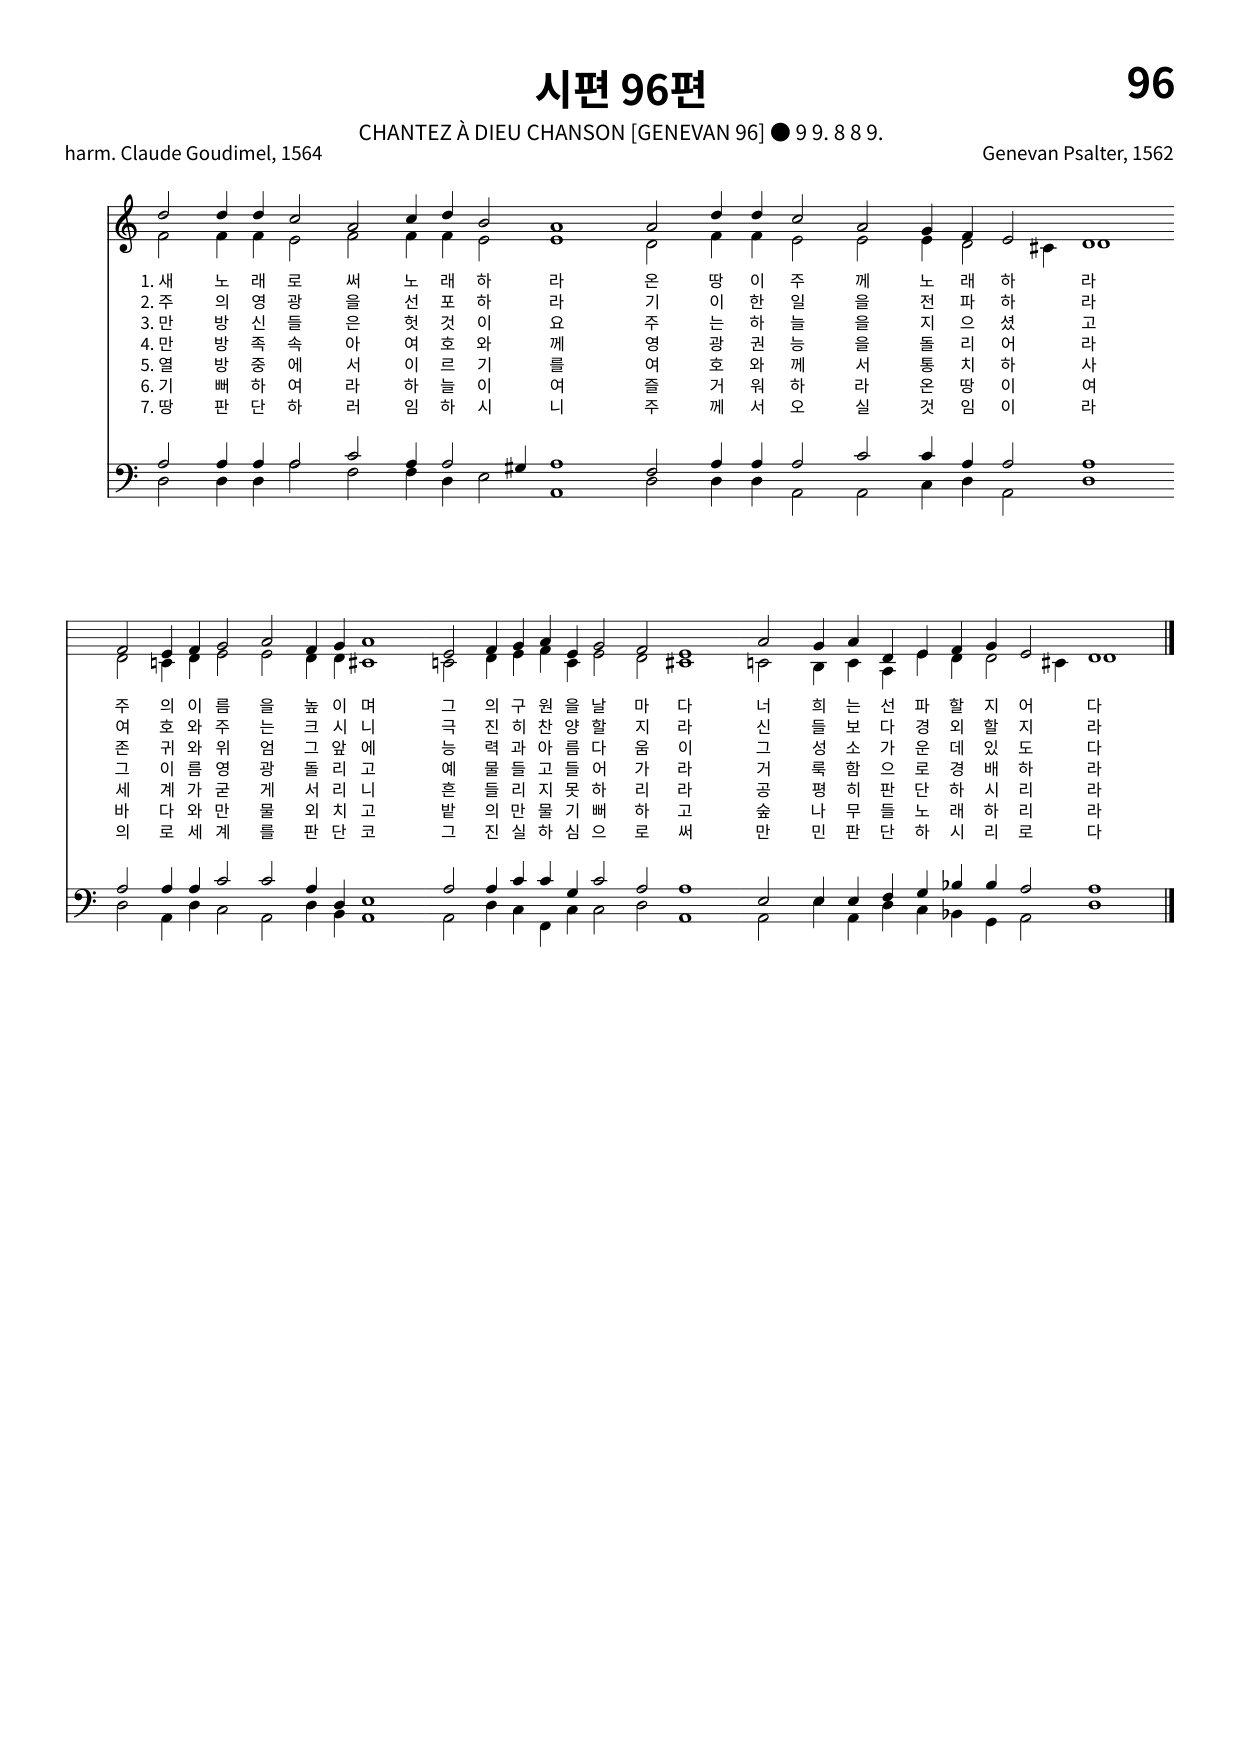 시편 96편
96
CHANTEZ À DIEU CHANSON [GENEVAN 96] ● 9 9. 8 8 9.
harm. Claude Goudimel, 1564
Genevan Psalter, 1562
1. 새 노 래 로 써 노 래 하 라 온 땅 이 주 께 노 래 하 라
2. 주 의 영 광 을 선 포 하 라 기 이 한 일 을 전 파 하 라
3. 만 방 신 들 은 헛 것 이 요 주 는 하 늘 을 지 으 셨 고
4. 만 방 족 속 아 여 호 와 께 영 광 권 능 을 돌 리 어 라
5. 열 방 중 에 서 이 르 기 를 여 호 와 께 서 통 치 하 사
6. 기 뻐 하 여 라 하 늘 이 여 즐 거 워 하 라 온 땅 이 여
7. 땅 판 단 하 러 임 하 시 니 주 께 서 오 실 것 임 이 라
주 의 이 름 을 높 이 며 그 의 구 원 을 날 마 다 너 희 는 선 파 할 지 어 다
여 호 와 주 는 크 시 니 극 진 히 찬 양 할 지 라 신 들 보 다 경 외 할 지 라
존 귀 와 위 엄 그 앞 에 능 력 과 아 름 다 움 이 그 성 소 가 운 데 있 도 다
그 이 름 영 광 돌 리 고 예 물 들 고 들 어 가 라 거 룩 함 으 로 경 배 하 라
세 계 가 굳 게 서 리 니 흔 들 리 지 못 하 리 라 공 평 히 판 단 하 시 리 라
바 다 와 만 물 외 치 고 밭 의 만 물 기 뻐 하 고 숲 나 무 들 노 래 하 리 라
의 로 세 계 를 판 단 코 그 진 실 하 심 으 로 써 만 민 판 단 하 시 리 로 다